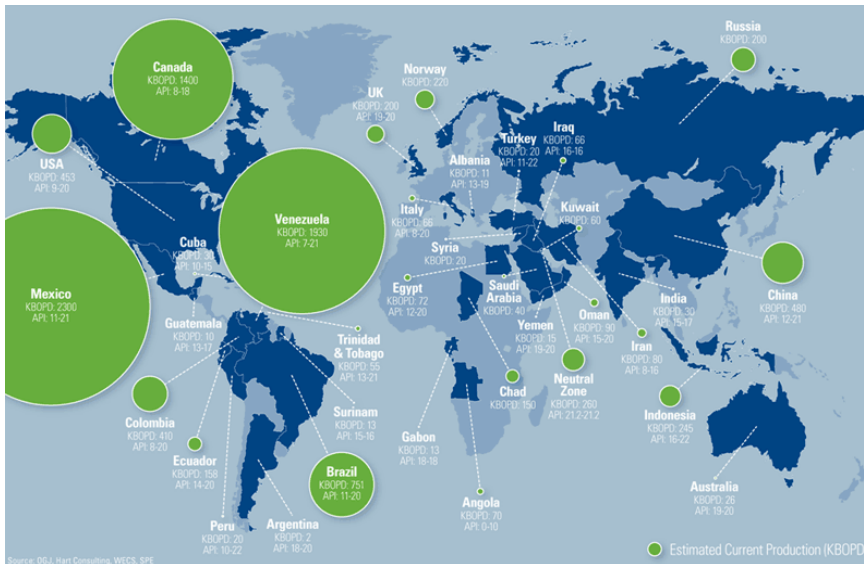 Russia
KBOPD: 200
Canada
KBOPD: 1400
API: 8-18
Norway
KBOPD: 220
UK
KBOPD: 200
API: 19-20
Turkey
KBOPD: 20
API: 11-22
Iraq
KBOPD: 66
API: 16-16
USA
KBOPD: 453
API: 9-20
Albania
KBOPD: 11
API: 13-19
Venezuela
KBOPD: 1930
API: 7-21
Italy
KBOPD: 66
API: 8-20
Kuwait
KBOPD: 60
Cuba
KBOPD: 30
API: 10-15
Syria
KBOPD: 20
Mexico
KBOPD: 2300
API: 11-21
Egypt
KBOPD: 72
API: 12-20
Saudi
Arabia
KBOPD: 40
India
KBOPD: 30
API: 15-17
China
KBOPD: 480
API: 12-21
Guatemala
KBOPD: 10
API: 13-17
Trinidad
& Tobago
KBOPD: 55
API: 13-21
Yemen
KBOPD: 15
API: 19-20
Oman
KBOPD: 90
API: 15-20
Iran
KBOPD: 80
API: 8-16
Colombia
KBOPD: 410
API: 8-20
Surinam
KBOPD: 13
API: 15-16
Chad
KBOPD: 150
Neutral
Zone
KBOPD: 260
API: 21.2-21.2
Indonesia
KBOPD: 245
API: 16-22
Ecuador
KBOPD: 158
API: 14-20
Brazil
KBOPD: 751
API: 11-20
Gabon
KBOPD: 13
API: 18-18
Angola
KBOPD: 70
API: 0-10
Australia
KBOPD: 26
API: 19-20
Peru
KBOPD: 20
API: 10-22
Argentina
KBOPD: 2
API: 18-20
Source: OGJ, Hart Consulting, WECS, SPE
Estimated Current Production (KBOPD